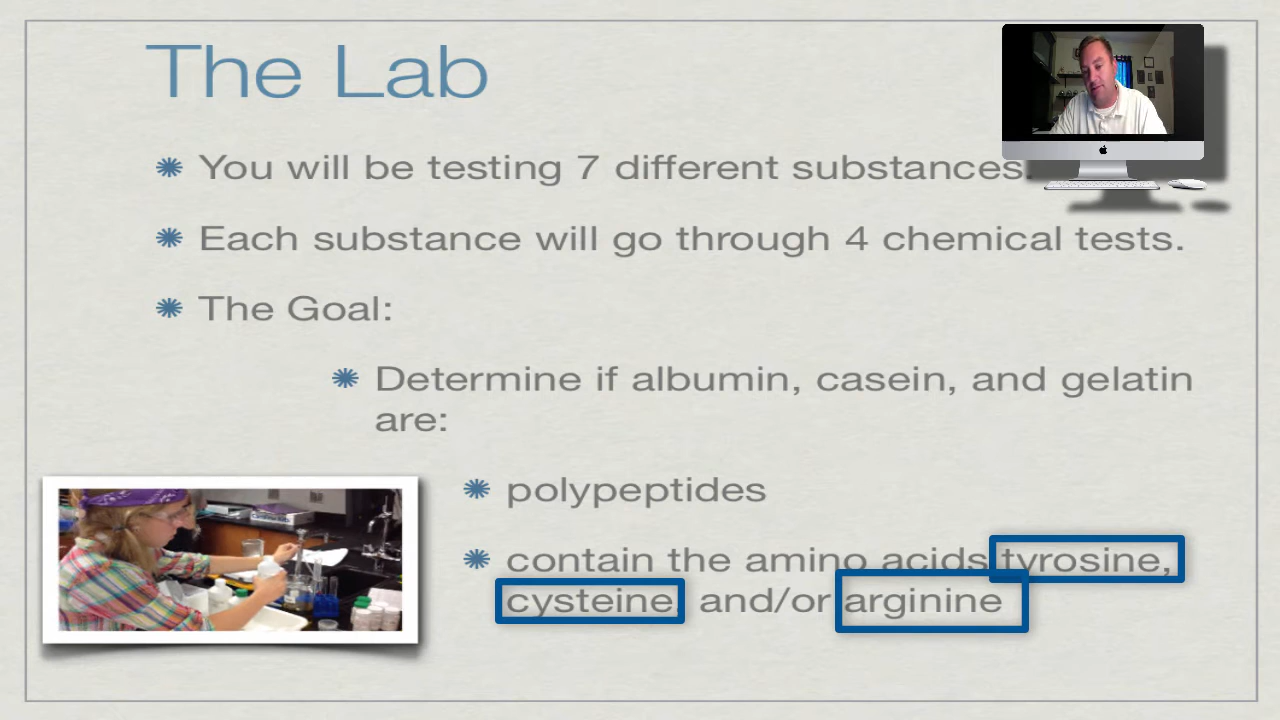 The Lab
You will be testing 7 different substances.
Each substance will go through 4 chemical tests.
The Goal:
Determine if albumin, casein, and gelatin
are:
polypeptides
contain the amino acids tyrosine,
cysteine, and/or arginine